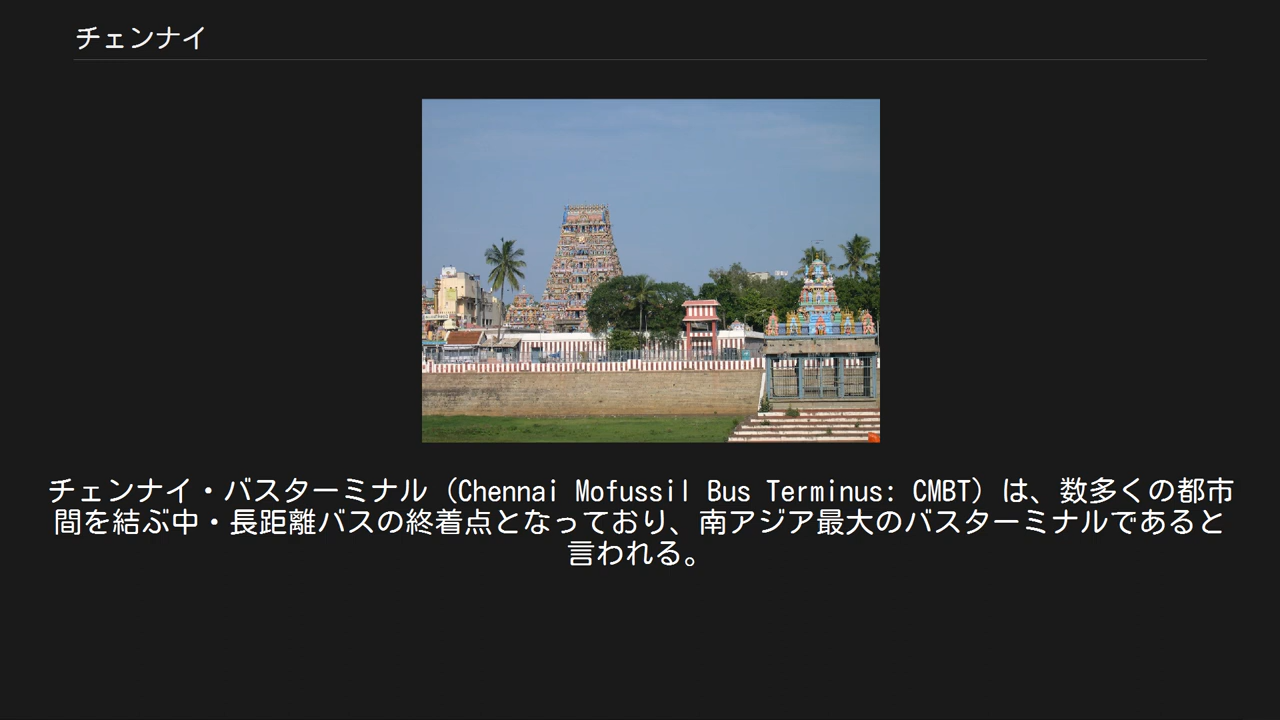 チェンナイ
チェンナイ・バスターミナル（Chennai Mofussil Bus Terminus: CMBT）は、数多くの都市
間を結ぶ中・長距離バスの終着点となっており、南アジア最大のバスターミナルであると
言われる。